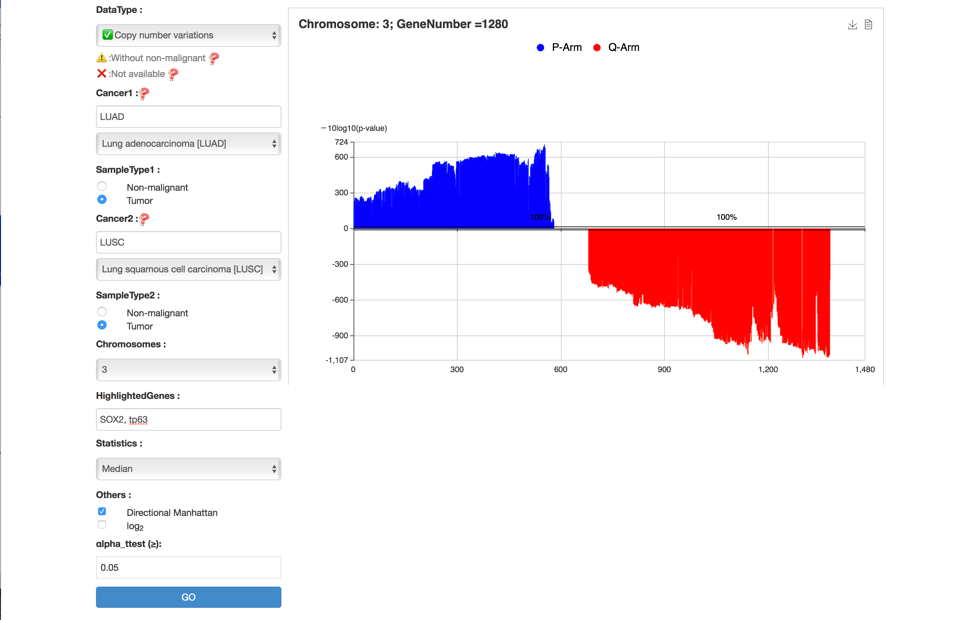 DataType :
✅Copy number variations
⚠️:Without non-malignant ❓
❌:Not available ❓
Cancer1 :❓
LUAD
Lung adenocarcinoma [LUAD]
SampleType1 :
Non-malignant
Tumor
Cancer2 :❓
LUSC
Lung squamous cell carcinoma [LUSC]
SampleType2 :
Non-malignant
Tumor
Chromosomes :
3
HighlightedGenes :
SOX2, tp63
Statistics :
Median
Others :
Directional Manhattan
log2
alpha_ttest (≥):
0.05
GO
Chromosome: 3; GeneNumber =1280
P-Arm Q-Arm
−10log10(p-value)
724
600
300
0
-300
-600
-900
-1,107
100% 100%
0 300 600 900 1,200 1,480